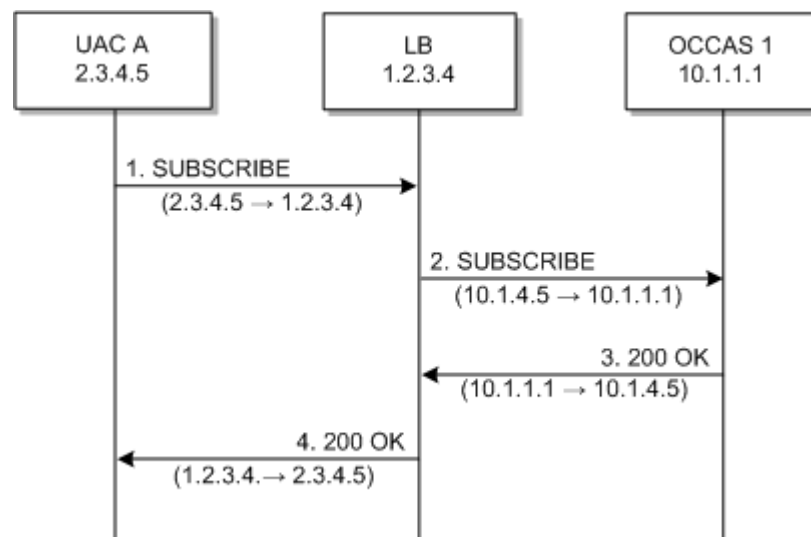 UAC A
2.3.4.5
LB
1.2.3.4
OCCAS 1
10.1.1.1
1. SUBSCRIBE
(2.3.4.5 → 1.2.3.4)
2. SUBSCRIBE
(10.1.4.5 → 10.1.1.1)
3. 200 OK
(10.1.1.1 → 10.1.4.5)
4. 200 OK
(1.2.3.4.→ 2.3.4.5)